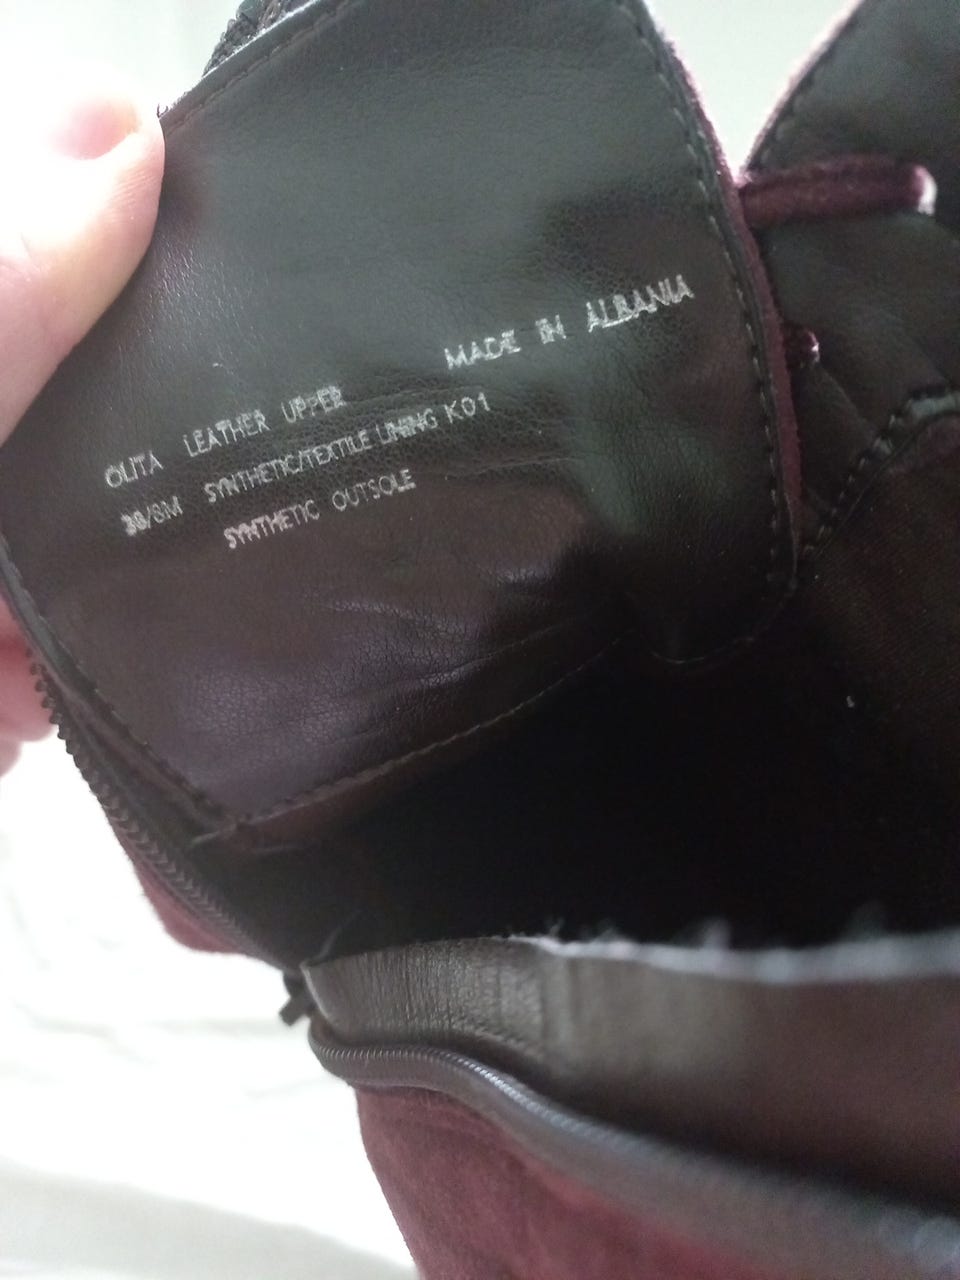 OLITA LEATHER UPPER MADE IN ALBANIA
38/8M SYNTHETIC/TEXTILE LINING K01
SYNTHETIC OUTSOLE